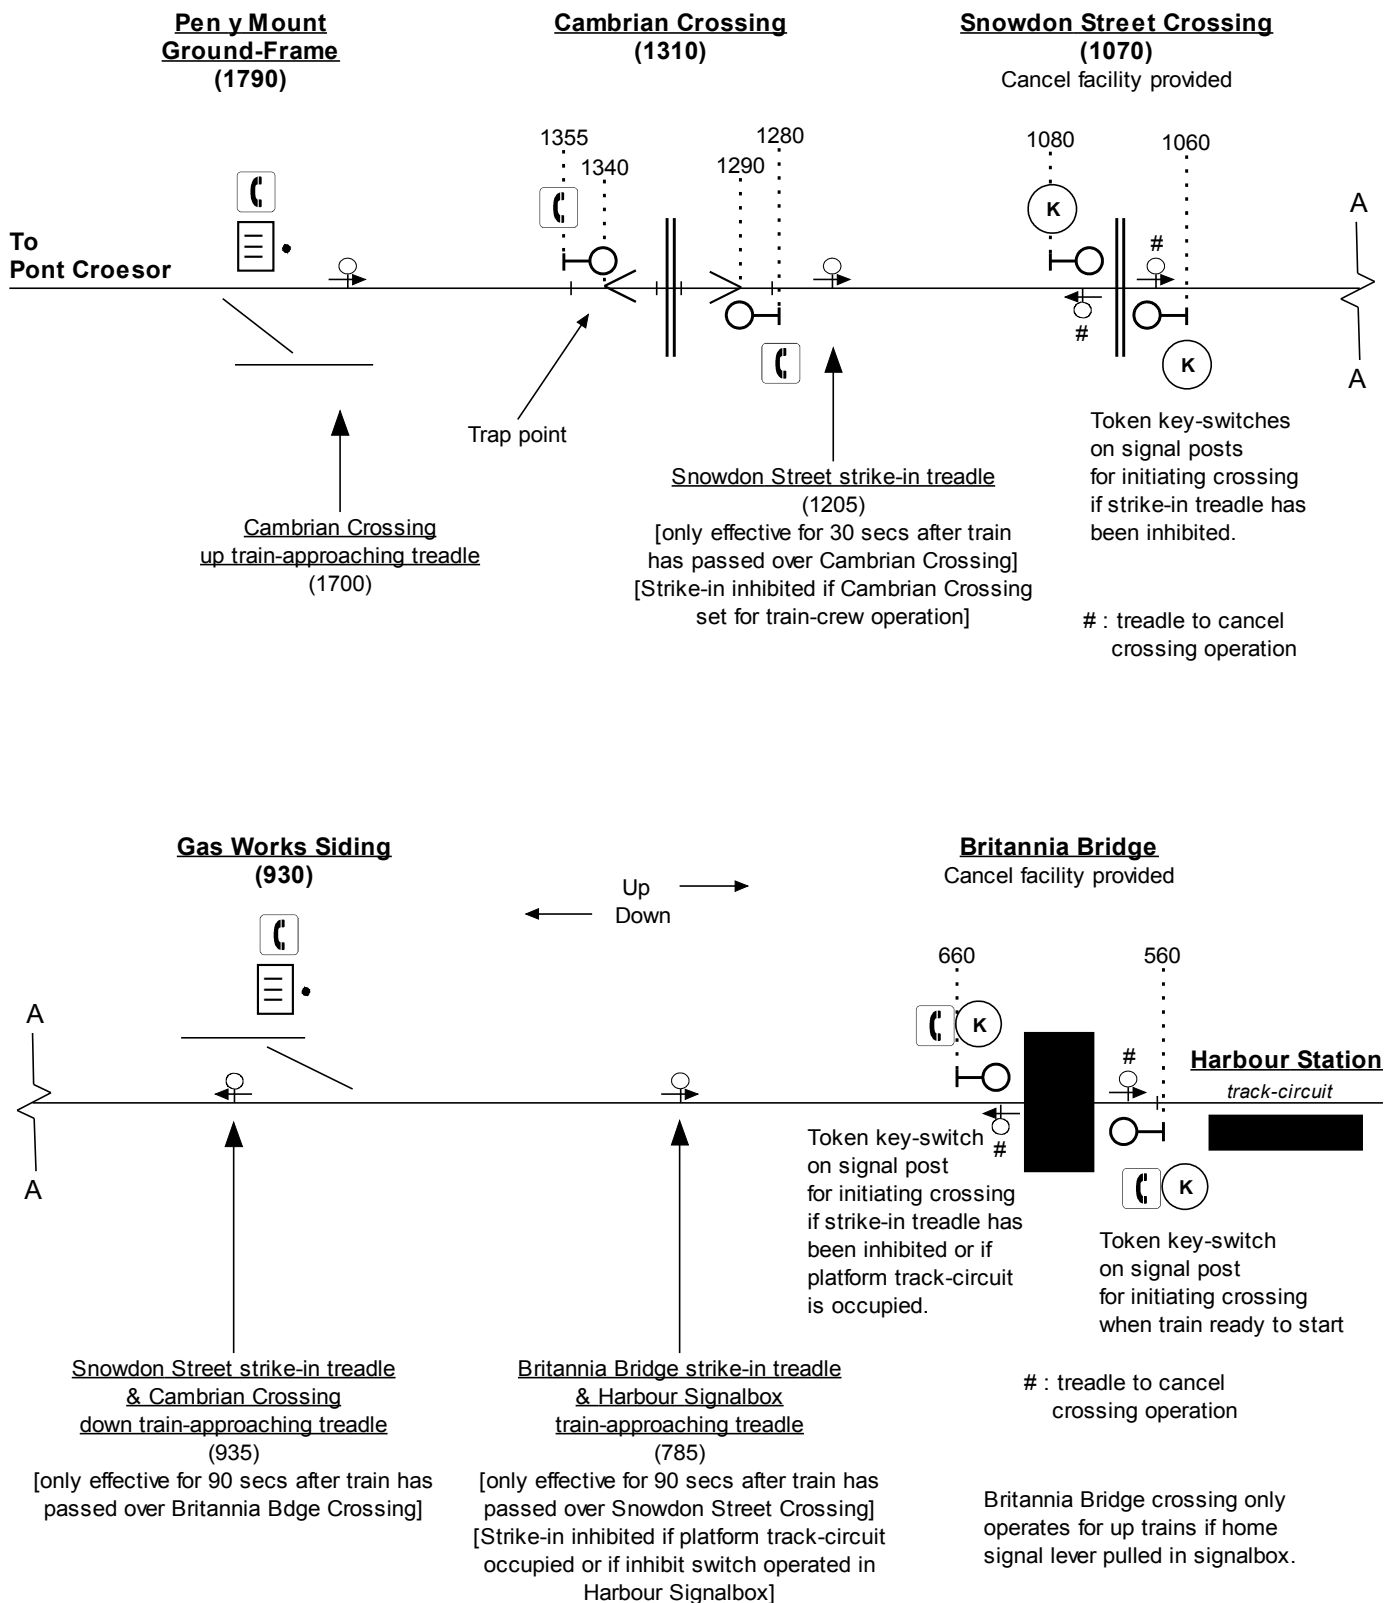 Pen y Mount
Ground-Frame
(1790)
Cambrian Crossing
(1310)
Snowdon Street Crossing
(1070)
Cancel facility provided
1355
1340
1290
1280
1080
1060
K
#
A
To
Pont Croesor
#
K
A
Trap point
Token key-switches
on signal posts
for initiating crossing
if strike-in treadle has
been inhibited.
Snowdon Street strike-in treadle
(1205)
[only effective for 30 secs after train
has passed over Cambrian Crossing]
[Strike-in inhibited if Cambrian Crossing
set for train-crew operation]
Cambrian Crossing
up train-approaching treadle
(1700)
# : treadle to cancel
crossing operation
Gas Works Siding
(930)
Up
Down
Britannia Bridge
Cancel facility provided
660
560
K
A
#
Harbour Station
track-circuit
A
#
K
Token key-switch
on signal post
for initiating crossing
if strike-in treadle has
been inhibited or if
platform track-circuit
is occupied.
Token key-switch
on signal post
for initiating crossing
when train ready to start
Snowdon Street strike-in treadle
& Cambrian Crossing
down train-approaching treadle
(935)
[only effective for 90 secs after train has
passed over Britannia Bdge Crossing]
Britannia Bridge strike-in treadle
& Harbour Signalbox
train-approaching treadle
(785)
[only effective for 90 secs after train has
passed over Snowdon Street Crossing]
[Strike-in inhibited if platform track-circuit
occupied or if inhibit switch operated in
Harbour Signalbox]
# : treadle to cancel
crossing operation
Britannia Bridge crossing only
operates for up trains if home
signal lever pulled in signalbox.